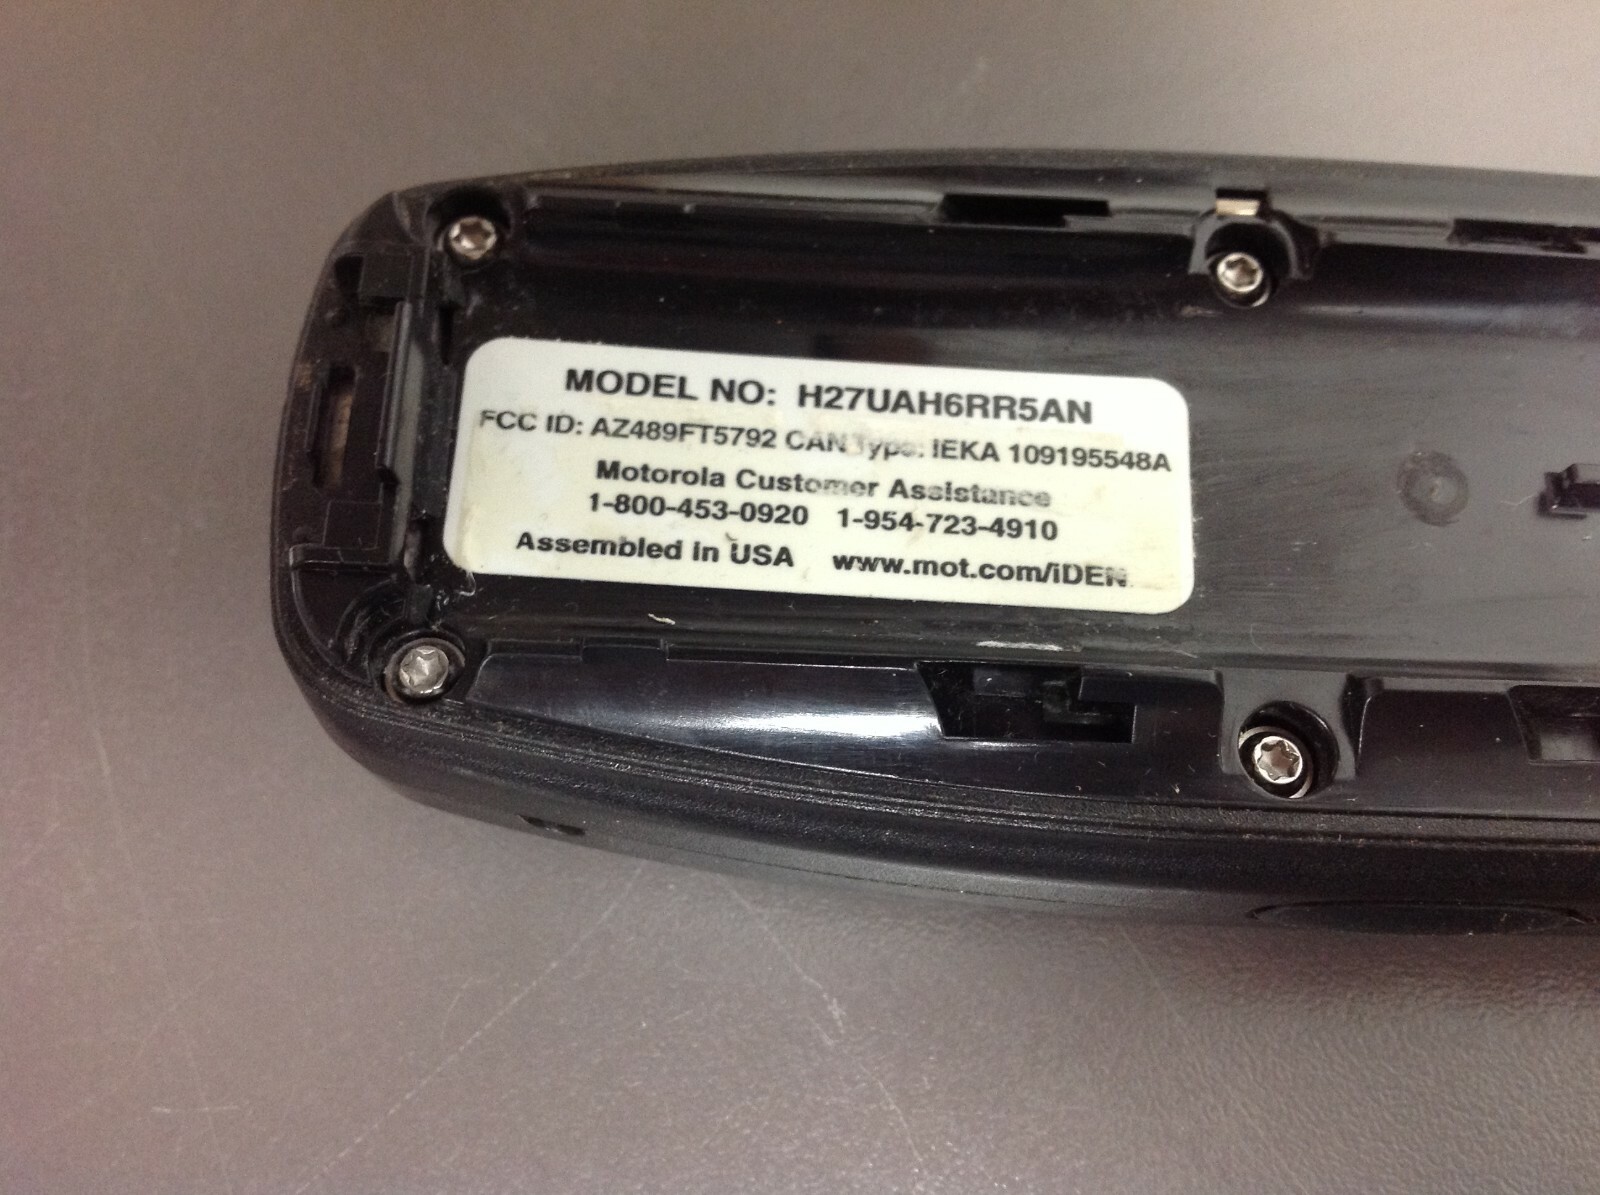 MODEL NO: H27UAH6RR5AN
FCC ID: AZ489FT5792 CAN Type: IEKA 109195548A
Motorola Customer Assistance
1-800-453-0920 1-954-723-4910
Assembled in USA www.mot.com/iDEN